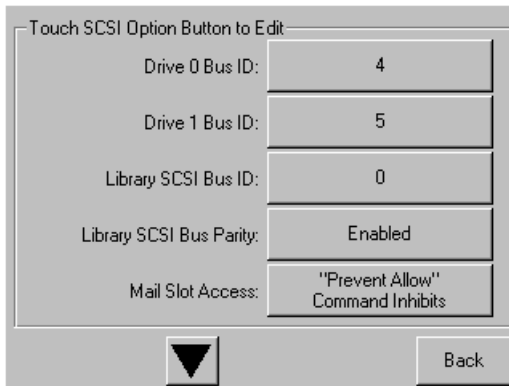 Touch SCSI Option Button to Edit
Drive 0 Bus ID: 4
Drive 1 Bus ID: 5
Library SCSI Bus ID: 0
Library SCSI Bus Parity: Enabled
Mail Slot Access: "Prevent Allow"
Command Inhibits
Back